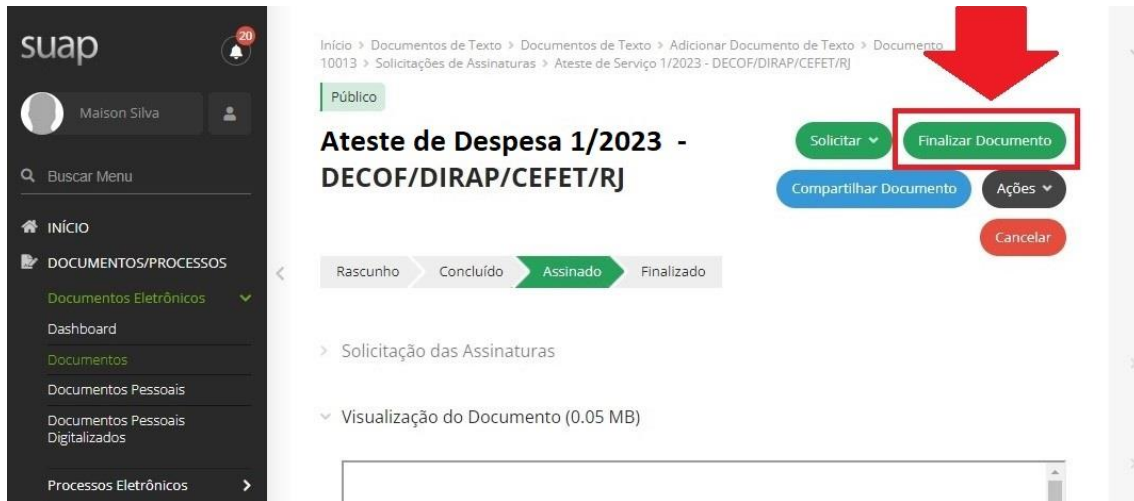 suap
20
Maison Silva
Buscar Menu
INÍCIO
DOCUMENTOS/PROCESSOS
Documentos Eletrônicos
Dashboard
Documentos
Documentos Pessoais
Documentos Pessoais
Digitalizados
Processos Eletrônicos
Início > Documentos de Texto > Documentos de Texto > Adicionar Documento de Texto > Documento
10013 > Solicitações de Assinaturas > Ateste de Serviço 1/2023 - DECOF/DIRAP/CEFET/RJ
Público
Ateste de Despesa 1/2023 -
DECOF/DIRAP/CEFET/RJ
Solicitar
Finalizar Documento
Compartilhar Documento
Ações
Cancelar
Rascunho
Concluído
Assinado
Finalizado
Solicitação das Assinaturas
Visualização do Documento (0.05 MB)